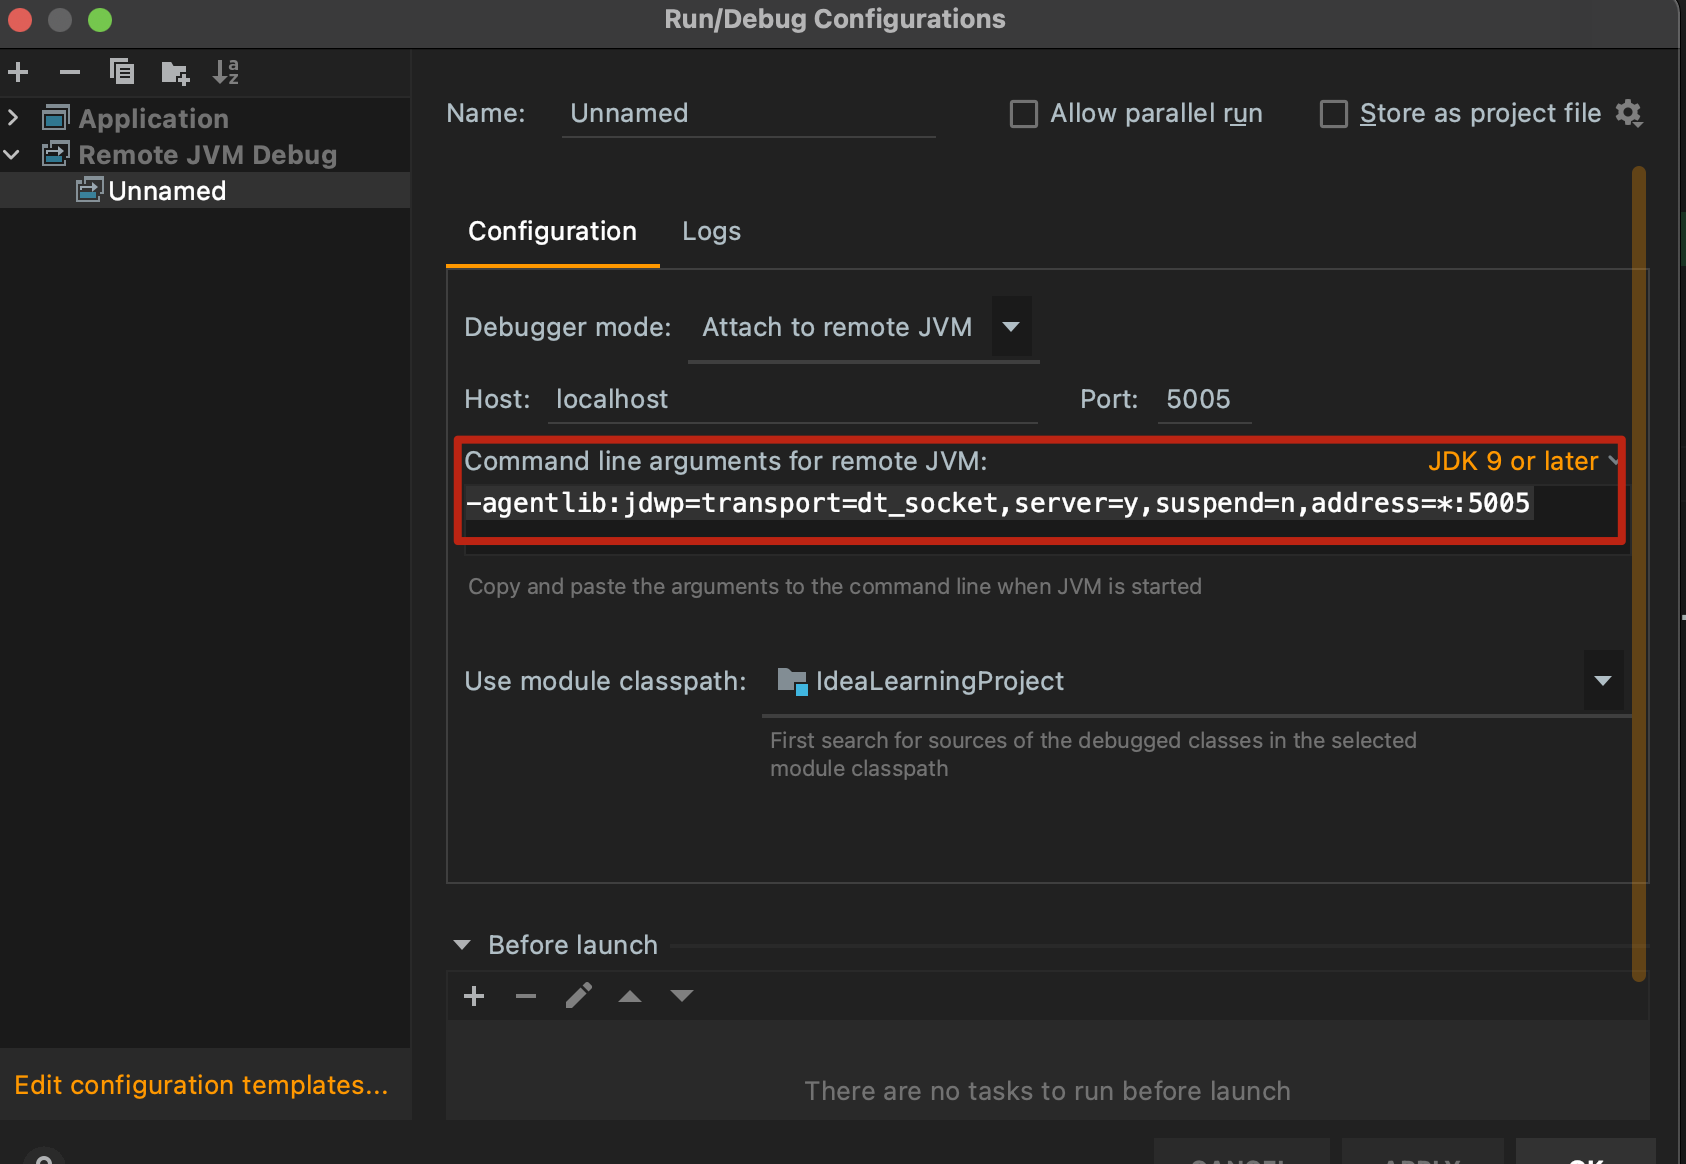 Run/Debug Configurations
Application
Remote JVM Debug
Unnamed
Name: Unnamed
Allow parallel run
Store as project file
Configuration
Logs
Debugger mode: Attach to remote JVM
Host: localhost
Port: 5005
Command line arguments for remote JVM:
JDK 9 or later
-agentlib:jdwp=transport=dt_socket,server=y,suspend=n,address=*:5005
Copy and paste the arguments to the command line when JVM is started
Use module classpath: IdeaLearningProject
First search for sources of the debugged classes in the selected
module classpath
Before launch
There are no tasks to run before launch
Edit configuration templates...
CANCEL
APPLY
OK